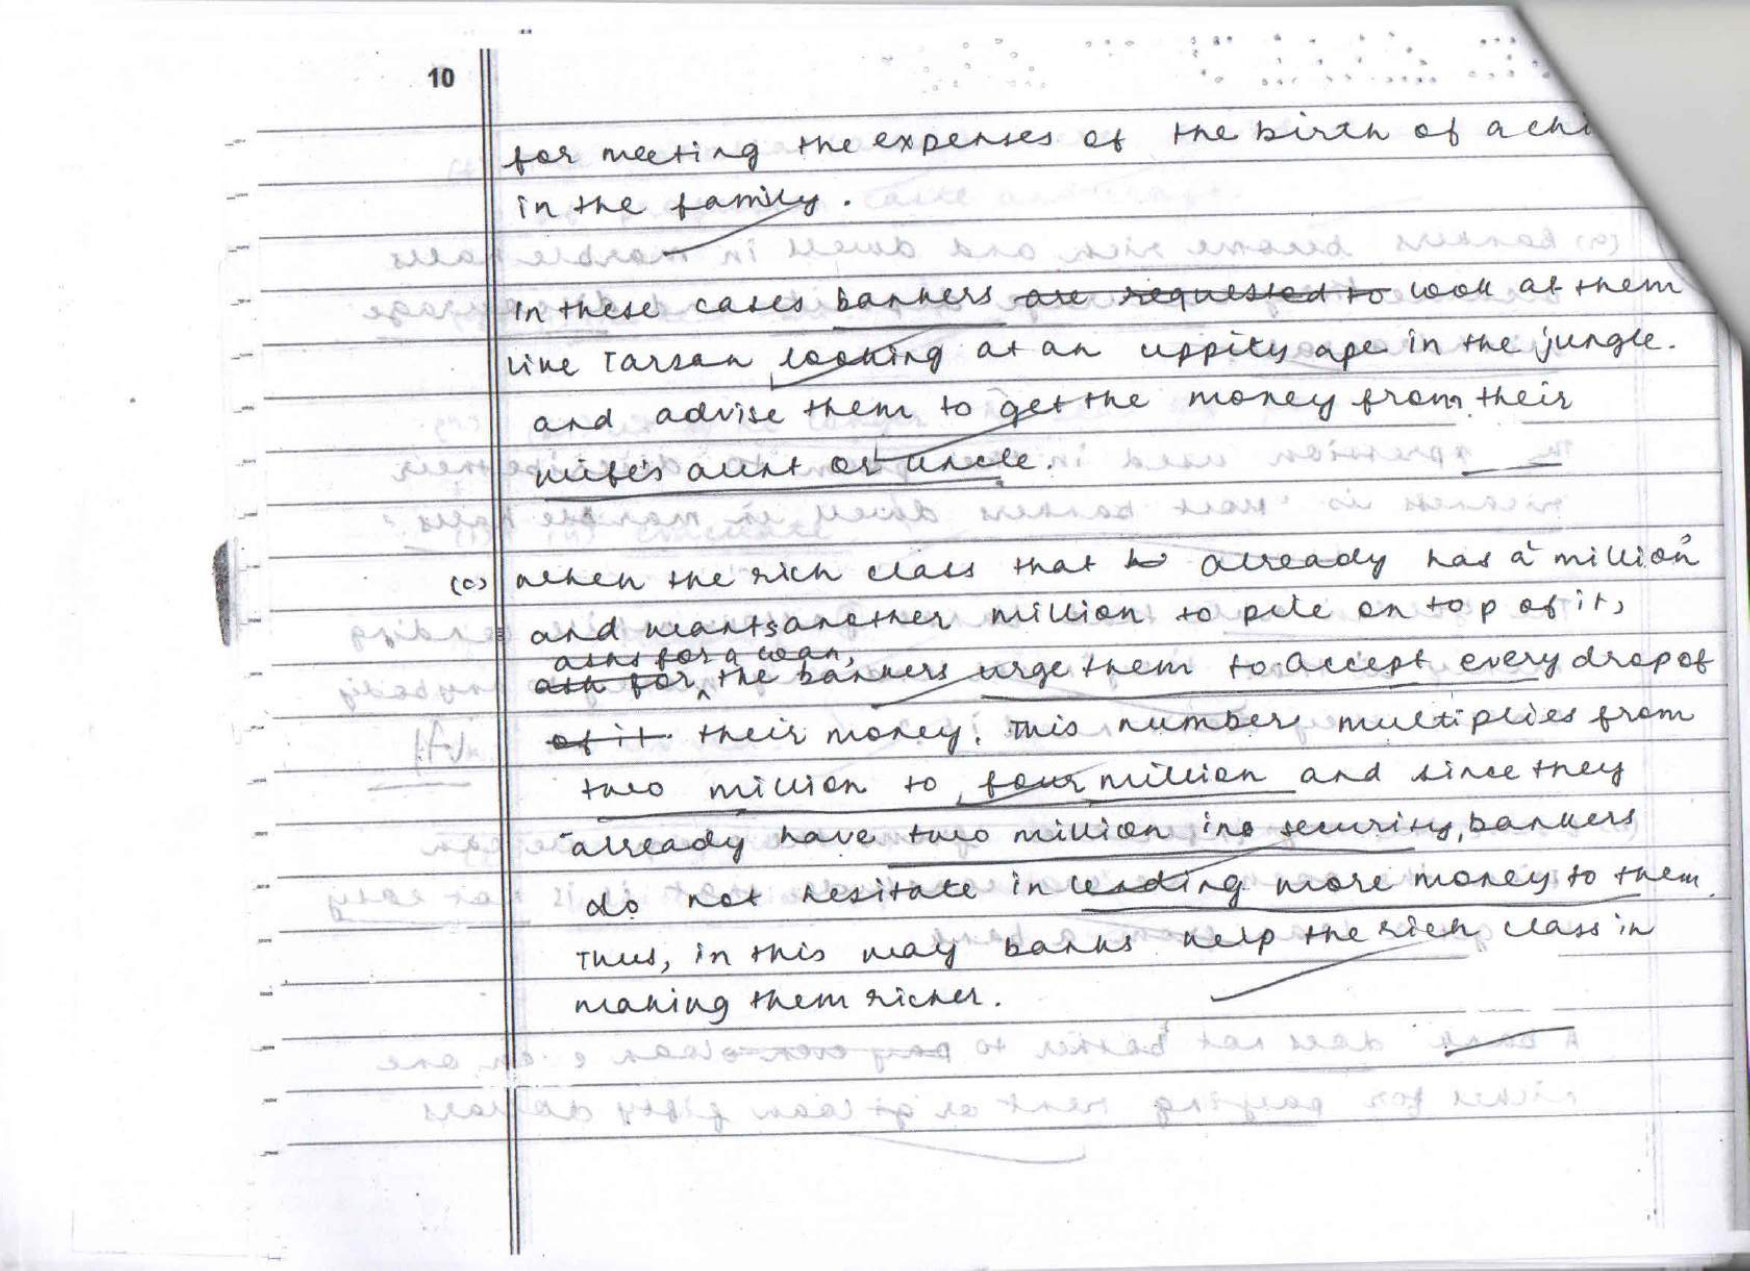 10
for meeting the expenses of the birth of a chi
in the family.
In these cases bankers are requested to look at them
like Tarzan looking at an uppity ape in the jungle.
and advise them to get the money from their
wife's aunt or uncle.
(c) when the rich class that already has a million
and wants another million to pile on top of it,
asks for a loan,
ask for the bankers urge them to accept every drop of
of it. their money. This number multiplies from
two million to four million and since they
already have two million in security, bankers
do not hesitate in lending more money to them.
Thus, in this way banks help the rich class in
making them richer.